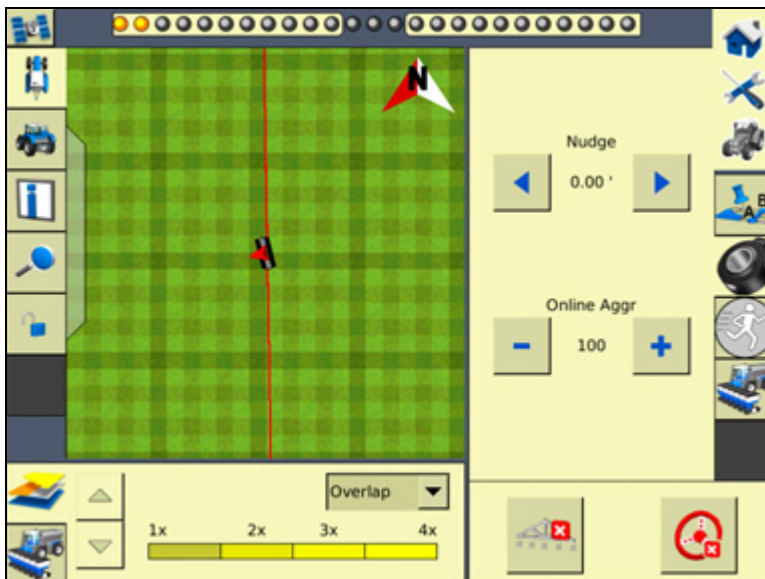 N
Nudge
0.00 '
A B
Online Aggr
- 100 +
Overlap
1x 2x 3x 4x